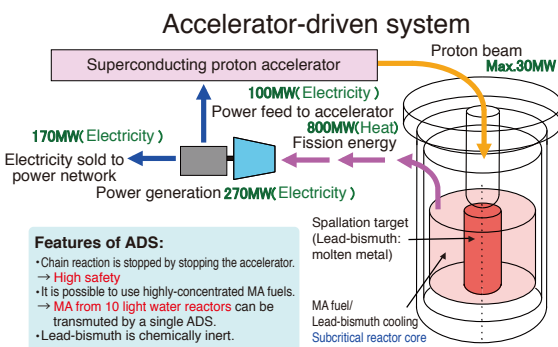 Accelerator-driven system
Proton beam
Max.30MW
Superconducting proton accelerator
100MW(Electricity )
Power feed to accelerator
800MW(Heat)
Fission energy
170MW(Electricity )
Electricity sold to
power network
Power generation 270MW(Electricity )
Spallation target
(Lead-bismuth:
molten metal)
MA fuel/
Lead-bismuth cooling
Subcritical reactor core
Features of ADS:
・Chain reaction is stopped by stopping the accelerator.
→ High safety
・It is possible to use highly-concentrated MA fuels.
→ MA from 10 light water reactors can be
transmuted by a single ADS.
・Lead-bismuth is chemically inert.